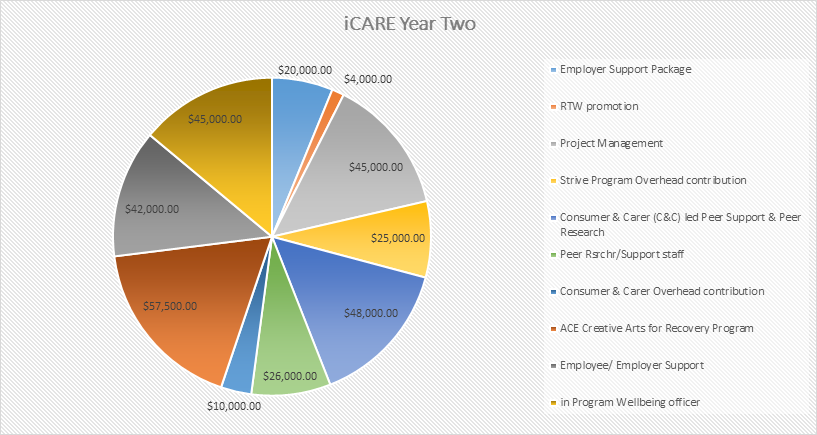 iCARE Year Two
$20,000.00
$4,000.00
$45,000.00
$25,000.00
$48,000.00
$26,000.00
$10,000.00
$57,500.00
$42,000.00
$45,000.00
Employer Support Package
RTW promotion
Project Management
Strive Program Overhead contribution
Consumer & Carer (C&C) led Peer Support & Peer
Research
Peer Rsrchr/Support staff
Consumer & Carer Overhead contribution
ACE Creative Arts for Recovery Program
Employee/ Employer Support
in Program Wellbeing officer